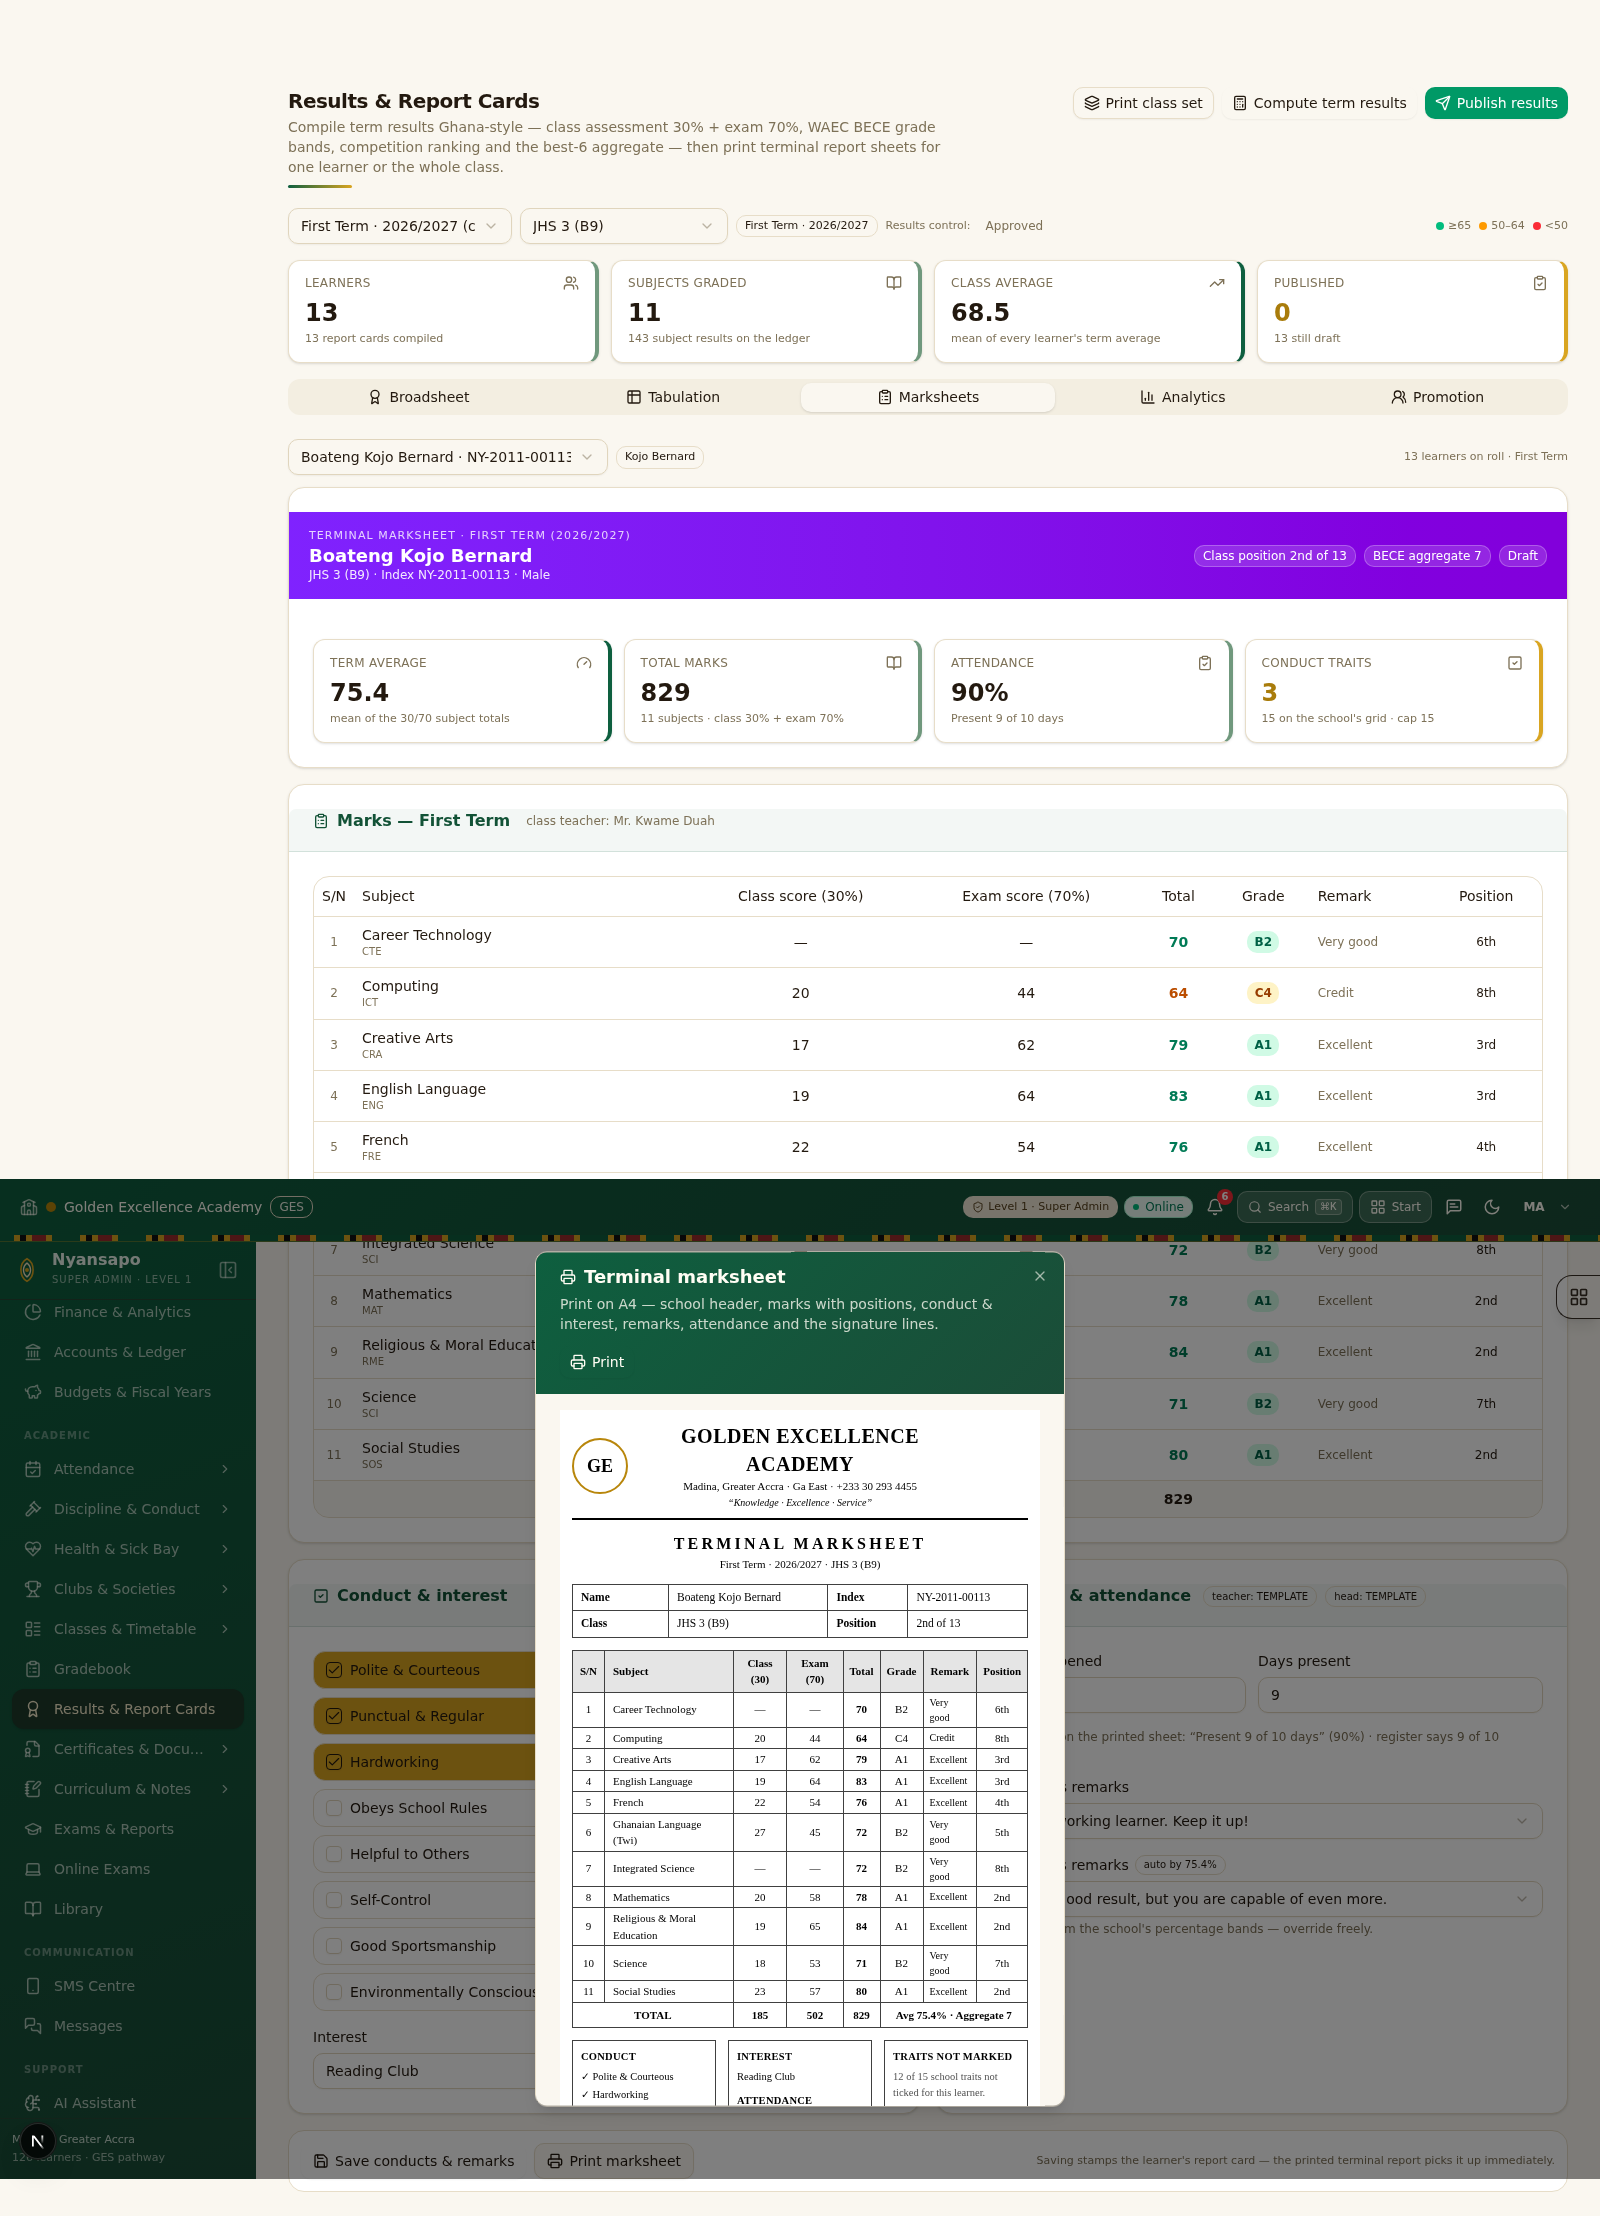 Results & Report Cards
Compile term results Ghana-style — class assessment 30% + exam 70%, WAEC BECE grade
bands, competition ranking and the best-6 aggregate — then print terminal report sheets for
one learner or the whole class.
Print class set
Compute term results
Publish results
First Term · 2026/2027 (c
JHS 3 (B9)
First Term · 2026/2027
Results control:
Approved
≥65
50–64
<50
LEARNERS
13
13 report cards compiled
SUBJECTS GRADED
11
143 subject results on the ledger
CLASS AVERAGE
68.5
mean of every learner's term average
PUBLISHED
0
13 still draft
Broadsheet
Tabulation
Marksheets
Analytics
Promotion
Boateng Kojo Bernard · NY-2011-00113
Kojo Bernard
13 learners on roll · First Term
TERMINAL MARKSHEET · FIRST TERM (2026/2027)
Boateng Kojo Bernard
JHS 3 (B9) · Index NY-2011-00113 · Male
Class position 2nd of 13
BECE aggregate 7
Draft
TERM AVERAGE
75.4
mean of the 30/70 subject totals
TOTAL MARKS
829
11 subjects · class 30% + exam 70%
ATTENDANCE
90%
Present 9 of 10 days
CONDUCT TRAITS
3
15 on the school's grid · cap 15
Marks — First Term
class teacher: Mr. Kwame Duah
S/N Subject Class score (30%) Exam score (70%) Total Grade Remark Position
1 Career Technology — — 70 B2 Very good 6th
CTE
2 Computing 20 44 64 C4 Credit 8th
ICT
3 Creative Arts 17 62 79 A1 Excellent 3rd
CRA
4 English Language 19 64 83 A1 Excellent 3rd
ENG
5 French 22 54 76 A1 Excellent 4th
FRE
Golden Excellence Academy
GES
Level 1 · Super Admin
Online
6
Search
⌘K
Start
MA
Nyansapo
SUPER ADMIN · LEVEL 1
Finance & Analytics
Accounts & Ledger
Budgets & Fiscal Years
ACADEMIC
Attendance
Discipline & Conduct
Health & Sick Bay
Clubs & Societies
Classes & Timetable
Gradebook
Results & Report Cards
Certificates & Docu...
Curriculum & Notes
Exams & Reports
Online Exams
Library
COMMUNICATION
SMS Centre
Messages
SUPPORT
AI Assistant
Greater Accra
N
GES pathway
7 Integrated Science 72 B2 Very good 8th
SCI
8 Mathematics 78 A1 Excellent 2nd
MAT
9 Religious & Moral Educat 84 A1 Excellent 2nd
RME
10 Science 71 B2 Very good 7th
SCI
11 Social Studies 80 A1 Excellent 2nd
SOS
829
Conduct & interest
Polite & Courteous
Punctual & Regular
Hardworking
Obeys School Rules
Helpful to Others
Self-Control
Good Sportsmanship
Environmentally Conscious
Interest
Reading Club
& attendance
teacher: TEMPLATE
head: TEMPLATE
Days present
9
the printed sheet: “Present 9 of 10 days” (90%) · register says 9 of 10
remarks
learner. Keep it up!
remarks
auto by 75.4%
result, but you are capable of even more.
the school's percentage bands — override freely.
Save conducts & remarks
Print marksheet
Saving stamps the learner's report card — the printed terminal report picks it up immediately.
Terminal marksheet
Print on A4 — school header, marks with positions, conduct &
interest, remarks, attendance and the signature lines.
Print
GE
GOLDEN EXCELLENCE
ACADEMY
Madina, Greater Accra · Ga East · +233 30 293 4455
“Knowledge · Excellence · Service”
TERMINAL MARKSHEET
First Term · 2026/2027 · JHS 3 (B9)
Name Boateng Kojo Bernard Index NY-2011-00113
Class JHS 3 (B9) Position 2nd of 13
S/N Subject Class (30) Exam (70) Total Grade Remark Position
1 Career Technology — — 70 B2 Very good 6th
2 Computing 20 44 64 C4 Credit 8th
3 Creative Arts 17 62 79 A1 Excellent 3rd
4 English Language 19 64 83 A1 Excellent 3rd
5 French 22 54 76 A1 Excellent 4th
6 Ghanaian Language (Twi) 27 45 72 B2 Very good 5th
7 Integrated Science — — 72 B2 Very good 8th
8 Mathematics 20 58 78 A1 Excellent 2nd
9 Religious & Moral Education 19 65 84 A1 Excellent 2nd
10 Science 18 53 71 B2 Very good 7th
11 Social Studies 23 57 80 A1 Excellent 2nd
TOTAL 185 502 829 Avg 75.4% · Aggregate 7
CONDUCT
✓ Polite & Courteous
✓ Hardworking
INTEREST
Reading Club
ATTENDANCE
TRAITS NOT MARKED
12 of 15 school traits not
ticked for this learner.